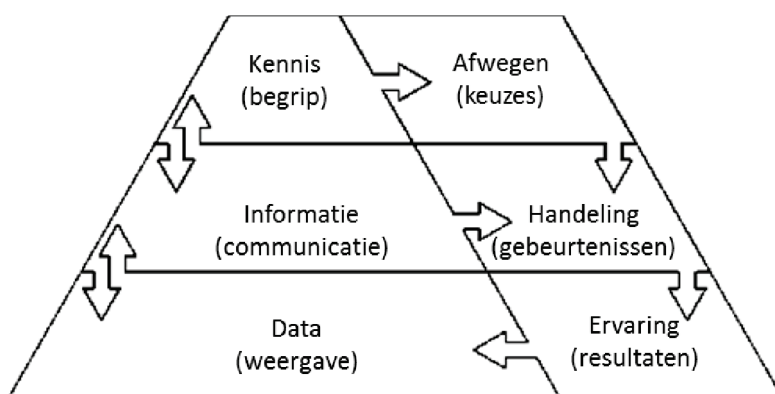 Kennis
(begrip)
Afwegen
(keuzes)
Informatie
(communicatie)
Handeling
(gebeurtenissen)
Data
(weergave)
Ervaring
(resultaten)